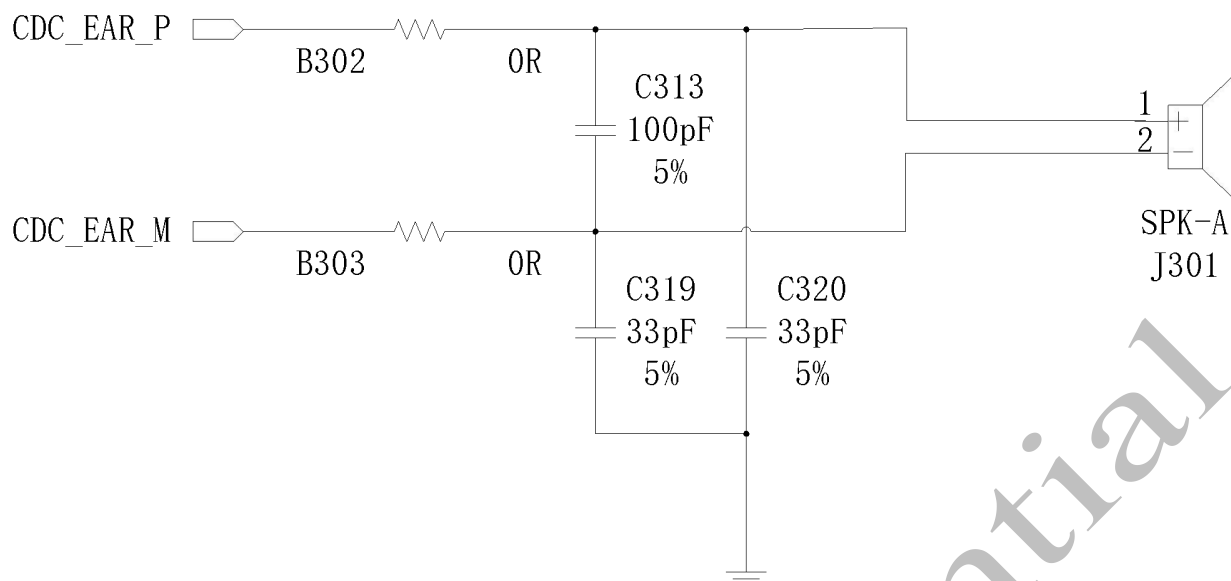 CDC_EAR_P
B302
0R
C313
100pF
5%
1
2
CDC_EAR_M
B303
0R
SPK-A
J301
C319
33pF
5%
C320
33pF
5%
ntial